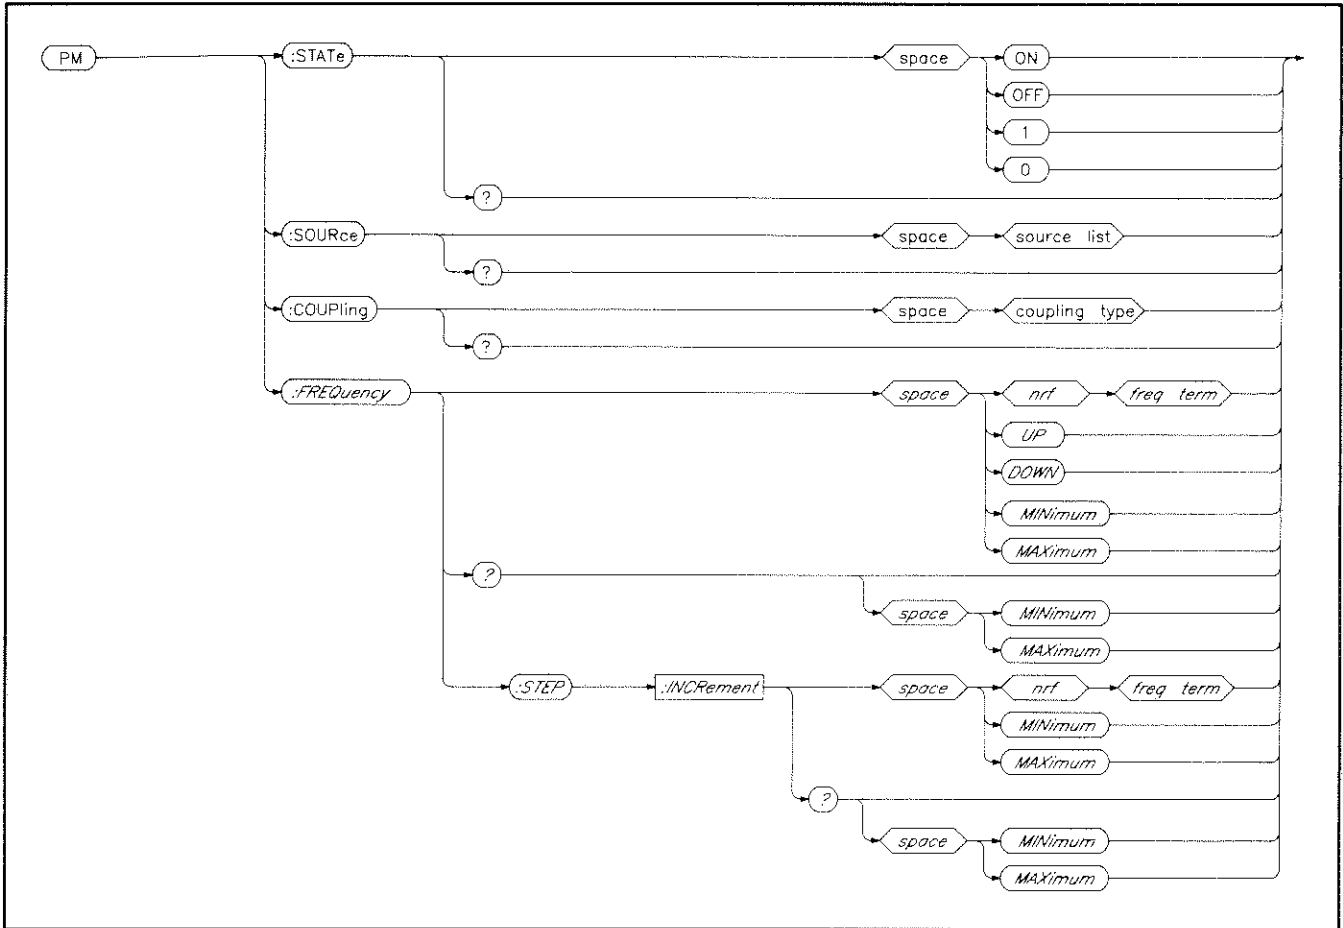 PM :STATe space ON
OFF
1
0
?
:SOURce space source list
?
:COUPling space coupling type
?
:FREQuency space nrf freq term
UP
DOWN
MINimum
MAXimum
?
space MINimum
MAXimum
:STEP :INCRement space nrf freq term
MINimum
MAXimum
?
space MINimum
MAXimum